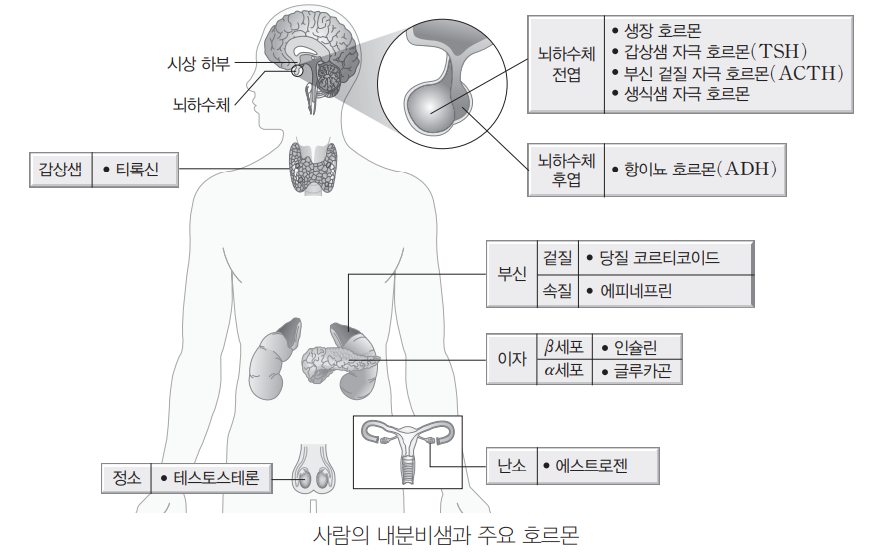 시상 하부
뇌하수체
뇌하수체
전엽
• 생장 호르몬
• 갑상샘 자극 호르몬(TSH)
• 부신 겉질 자극 호르몬(ACTH)
• 생식샘 자극 호르몬
뇌하수체
후엽
• 항이뇨 호르몬(ADH)
갑상샘 • 티록신
부신
겉질 • 당질 코르티코이드
속질 • 에피네프린
이자
β세포 • 인슐린
α세포 • 글루카곤
난소 • 에스트로젠
정소 • 테스토스테론
사람의 내분비샘과 주요 호르몬